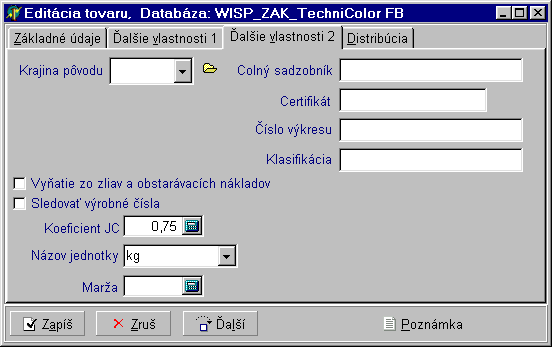 Editácia tovaru, Databáza: WISP_ZAK_TechniColor FB
Základné údaje Ďalšie vlastnosti 1 Ďalšie vlastnosti 2 Distribúcia
Krajina pôvodu Colný sadzobník
Certifikát
Číslo výkresu
Klasifikácia
Vyňatie zo zliav a obstarávacích nákladov
Sledovať výrobné čísla
Koeficient JC 0,75
Názov jednotky kg
Marža
Zapíš Zruš Ďalší Poznámka